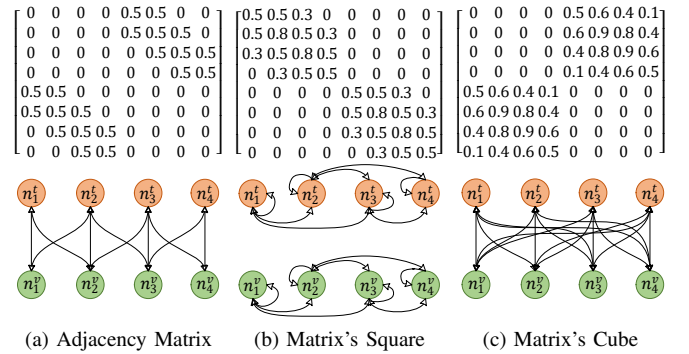 0 0 0 0 0.5 0.5 0 0
0 0 0 0 0.5 0.5 0.5 0
0 0 0 0 0 0.5 0.5 0.5
0 0 0 0 0 0 0.5 0.5
0.5 0.5 0 0 0 0 0 0
0.5 0.5 0.5 0 0 0 0 0
0 0.5 0.5 0.5 0 0 0 0
0 0 0.5 0.5 0 0 0 0
n₁ᵗ n₂ᵗ n₃ᵗ n₄ᵗ
n₁ᵛ n₂ᵛ n₃ᵛ n₄ᵛ
(a) Adjacency Matrix
0.5 0.5 0.3 0 0 0 0 0
0.5 0.8 0.5 0.3 0 0 0 0
0.3 0.5 0.8 0.5 0 0 0 0
0 0.3 0.5 0.5 0 0 0 0
0 0 0 0 0.5 0.5 0.3 0
0 0 0 0 0.5 0.8 0.5 0.3
0 0 0 0 0.3 0.5 0.8 0.5
0 0 0 0 0 0.3 0.5 0.5
n₁ᵗ n₂ᵗ n₃ᵗ n₄ᵗ
n₁ᵛ n₂ᵛ n₃ᵛ n₄ᵛ
(b) Matrix's Square
0 0 0 0 0.5 0.6 0.4 0.1
0 0 0 0 0.6 0.9 0.8 0.4
0 0 0 0 0.4 0.8 0.9 0.6
0 0 0 0 0.1 0.4 0.6 0.5
0.5 0.6 0.4 0.1 0 0 0 0
0.6 0.9 0.8 0.4 0 0 0 0
0.4 0.8 0.9 0.6 0 0 0 0
0.1 0.4 0.6 0.5 0 0 0 0
n₁ᵗ n₂ᵗ n₃ᵗ n₄ᵗ
n₁ᵛ n₂ᵛ n₃ᵛ n₄ᵛ
(c) Matrix's Cube